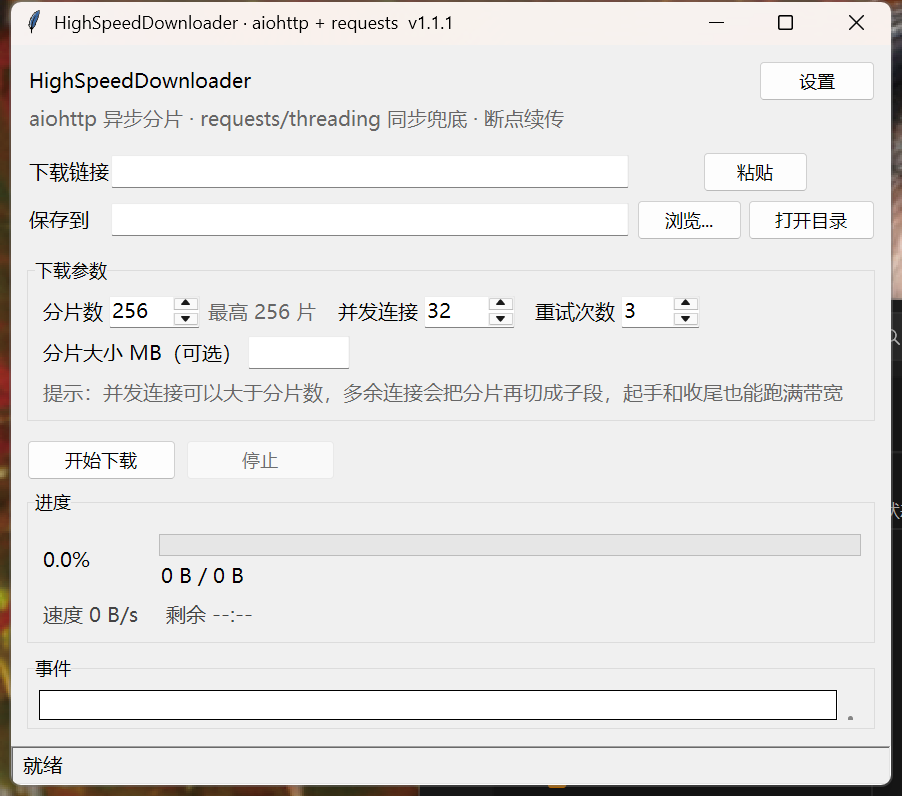 HighSpeedDownloader · aiohttp + requests v1.1.1
HighSpeedDownloader
设置
aiohttp 异步分片 · requests/threading 同步兜底 · 断点续传
下载链接
粘贴
保存到
浏览...
打开目录
下载参数
分片数 256 最高 256 片 并发连接 32 重试次数 3
分片大小 MB（可选）
提示：并发连接可以大于分片数，多余连接会把分片再切成子段，起手和收尾也能跑满带宽
开始下载 停止
进度
0.0%
0 B / 0 B
速度 0 B/s 剩余 --:--
事件
就绪